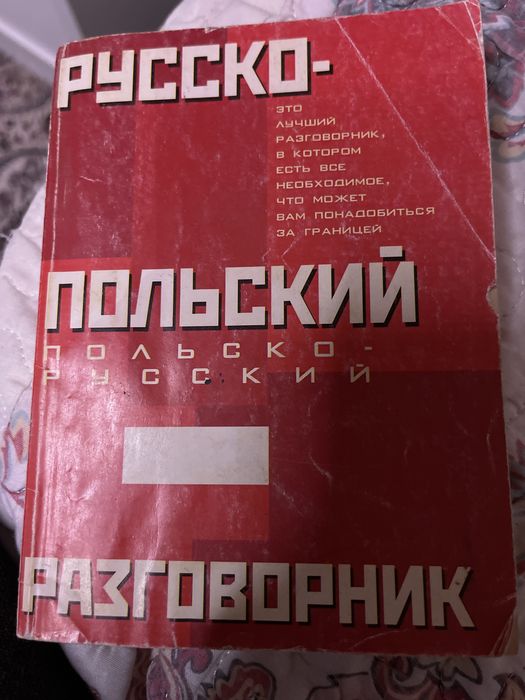 РУССКО-
ЭТО
ЛУЧШИЙ
РАЗГОВОРНИК,
В КОТОРОМ
ЕСТЬ ВСЕ
НЕОБХОДИМОЕ,
ЧТО МОЖЕТ
ВАМ ПОНАДОБИТЬСЯ
ЗА ГРАНИЦЕЙ
ПОЛЬСКИЙ
ПОЛЬСКО-
РУССКИЙ
РАЗГОВОРНИК